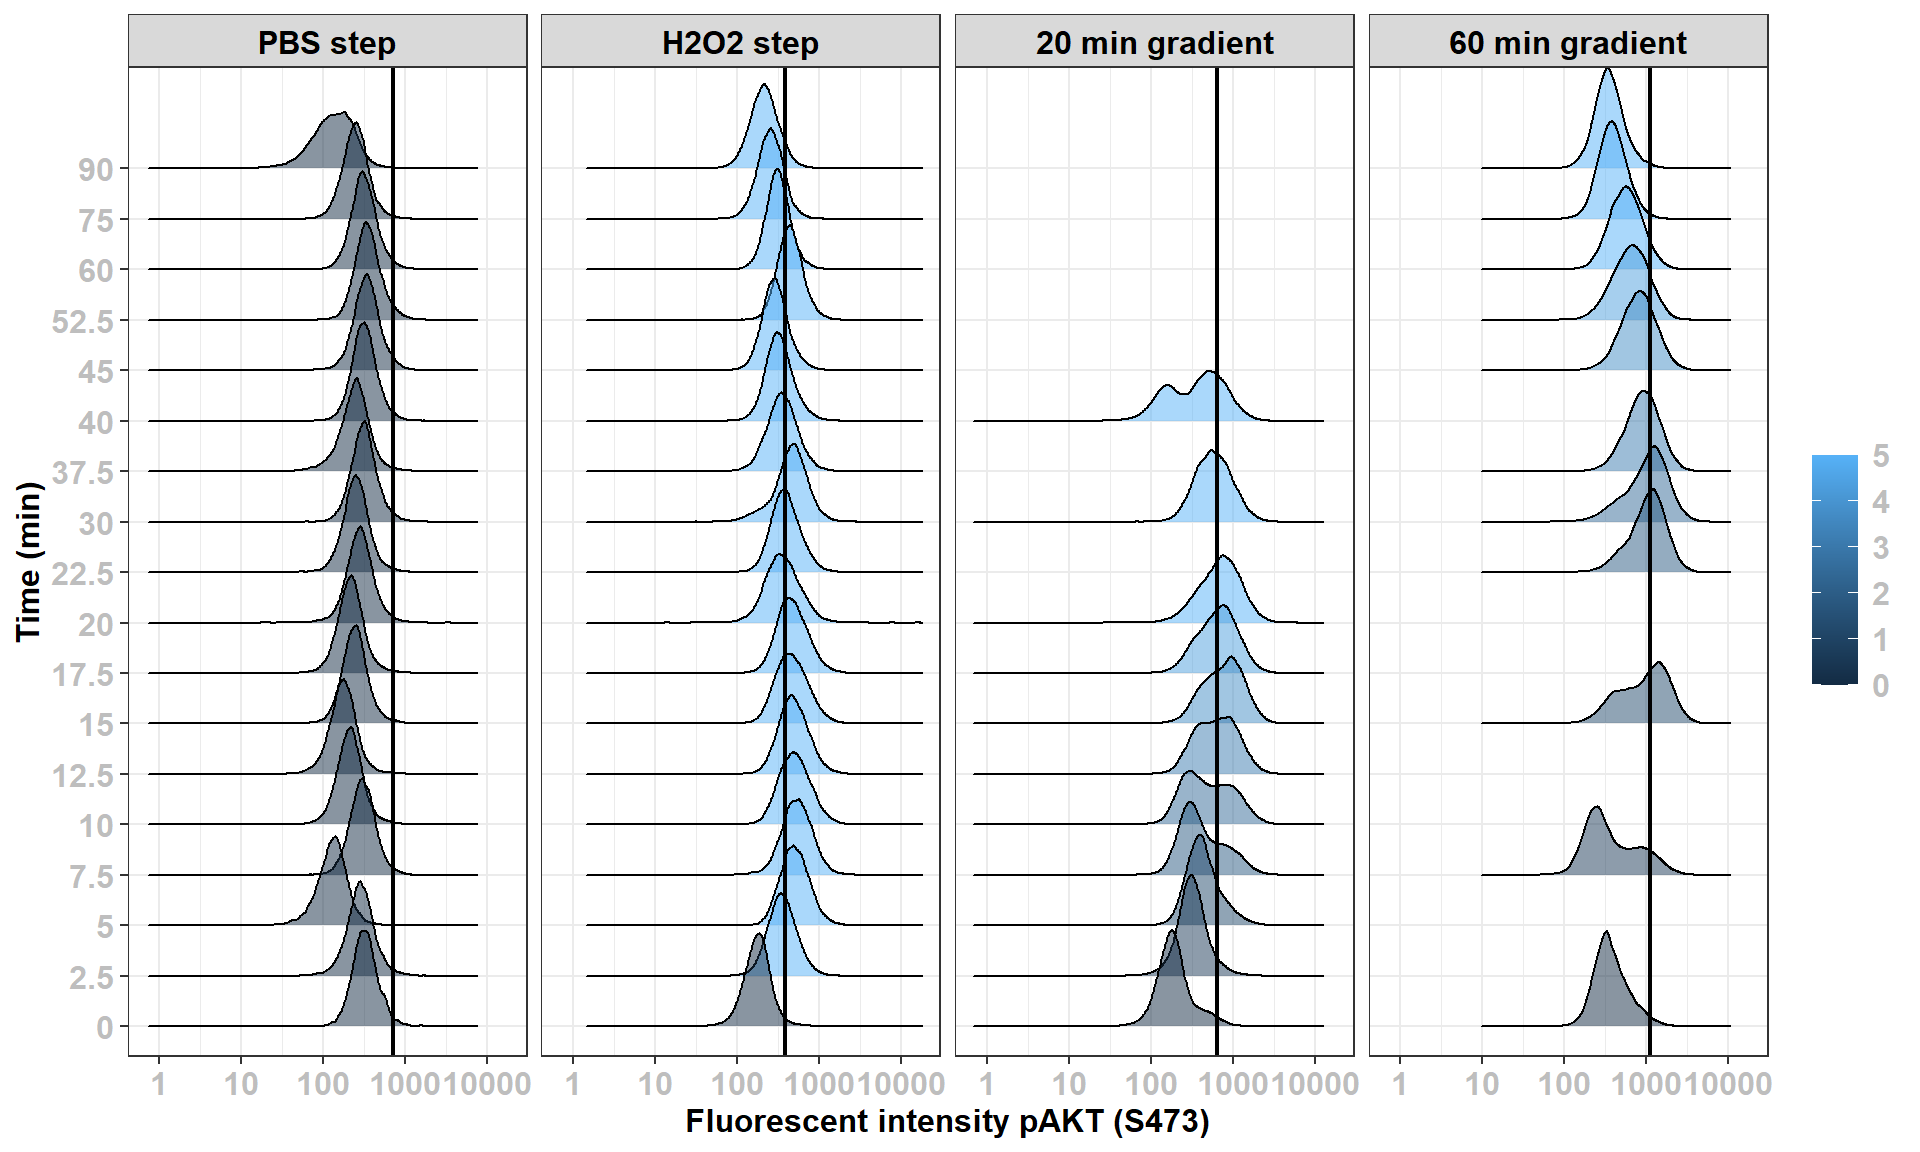 PBS step
H2O2 step
20 min gradient
60 min gradient
Time (min)
90
75
60
52.5
45
40
37.5
30
22.5
20
17.5
15
12.5
10
7.5
5
2.5
0
1 10 100 1000 10000
1 10 100 1000 10000
1 10 100 1000 10000
1 10 100 1000 10000
Fluorescent intensity pAKT (S473)
5
4
3
2
1
0